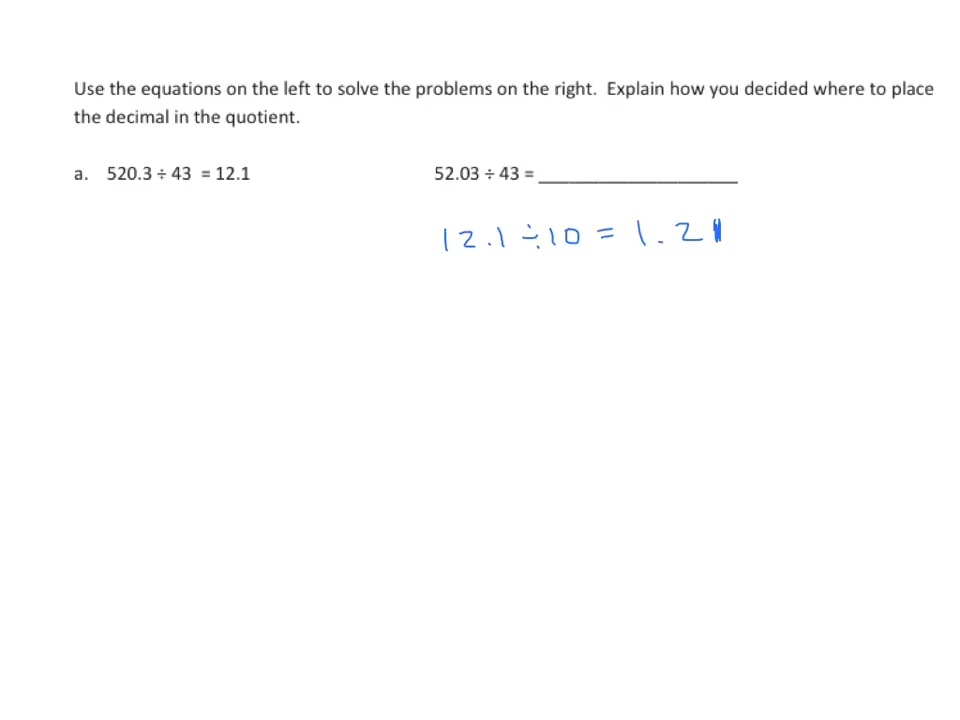 Use the equations on the left to solve the problems on the right. Explain how you decided where to place
the decimal in the quotient.
a. 520.3 ÷ 43 = 12.1 52.03 ÷ 43 = ____________________
12.1 ÷ 10 = 1.21